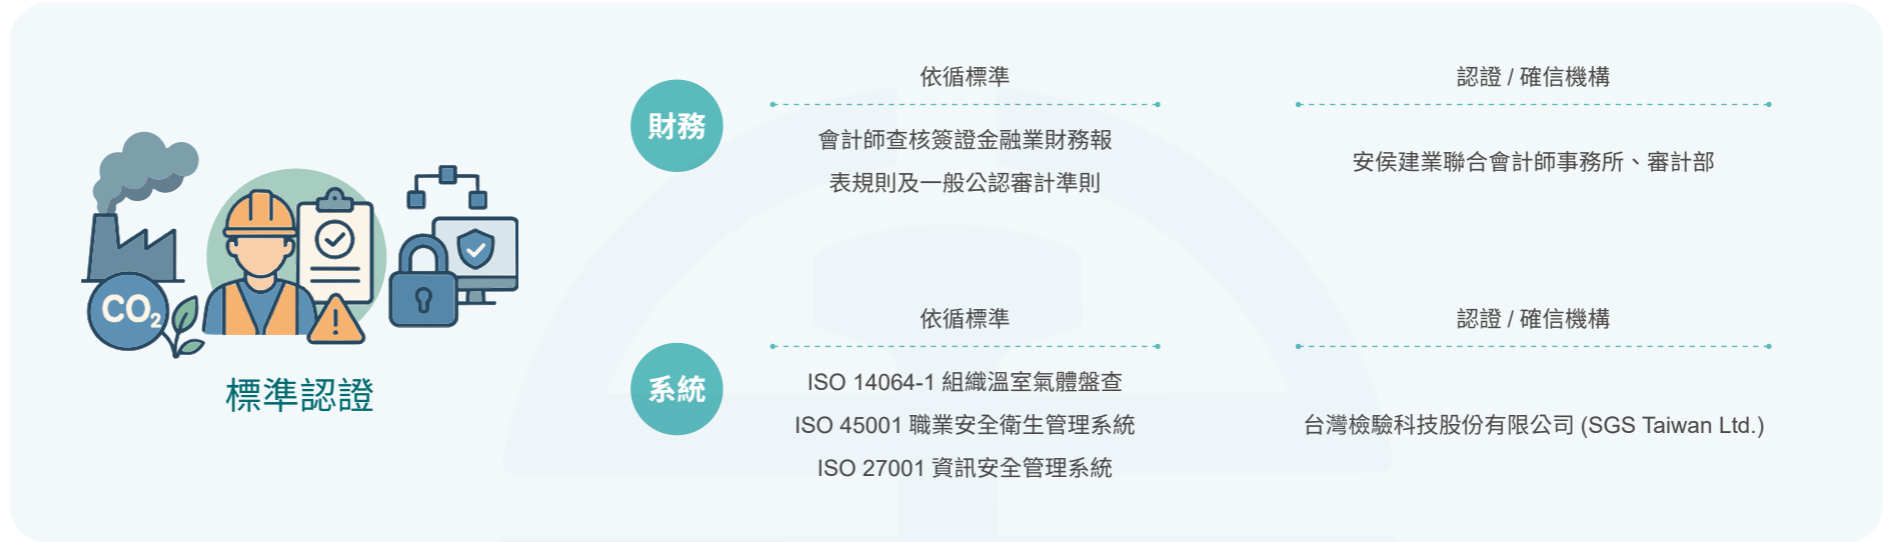 CO₂
標準認證
財務
依循標準
會計師查核簽證金融業財務報
表規則及一般公認審計準則
認證 / 確信機構
安侯建業聯合會計師事務所、審計部
系統
依循標準
ISO 14064-1 組織溫室氣體盤查
ISO 45001 職業安全衛生管理系統
ISO 27001 資訊安全管理系統
認證 / 確信機構
台灣檢驗科技股份有限公司 (SGS Taiwan Ltd.)